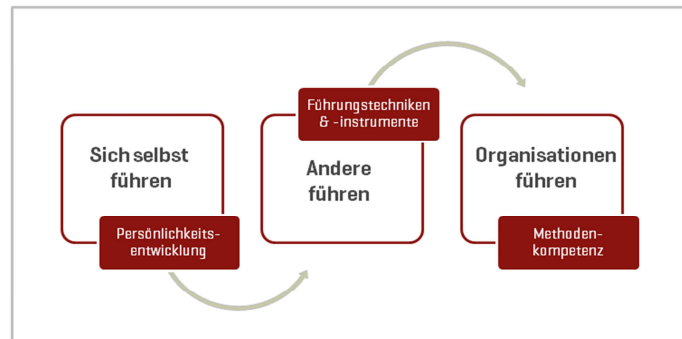 Sich selbst
führen
Persönlichkeits-
entwicklung
Führungstechniken
& -instrumente
Andere
führen
Organisationen
führen
Methoden-
kompetenz